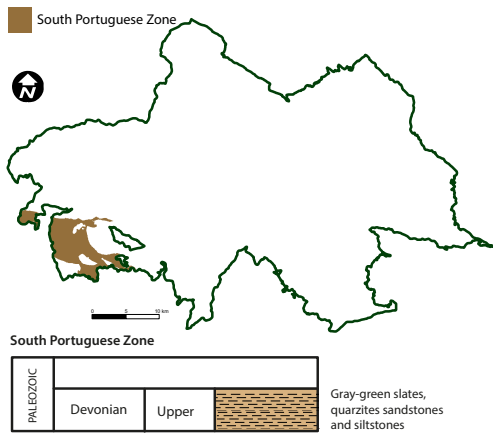 South Portuguese Zone
N
0 5 10 km
South Portuguese Zone
PALEOZOIC
Devonian
Upper
Gray-green slates,
quarzites sandstones
and siltstones